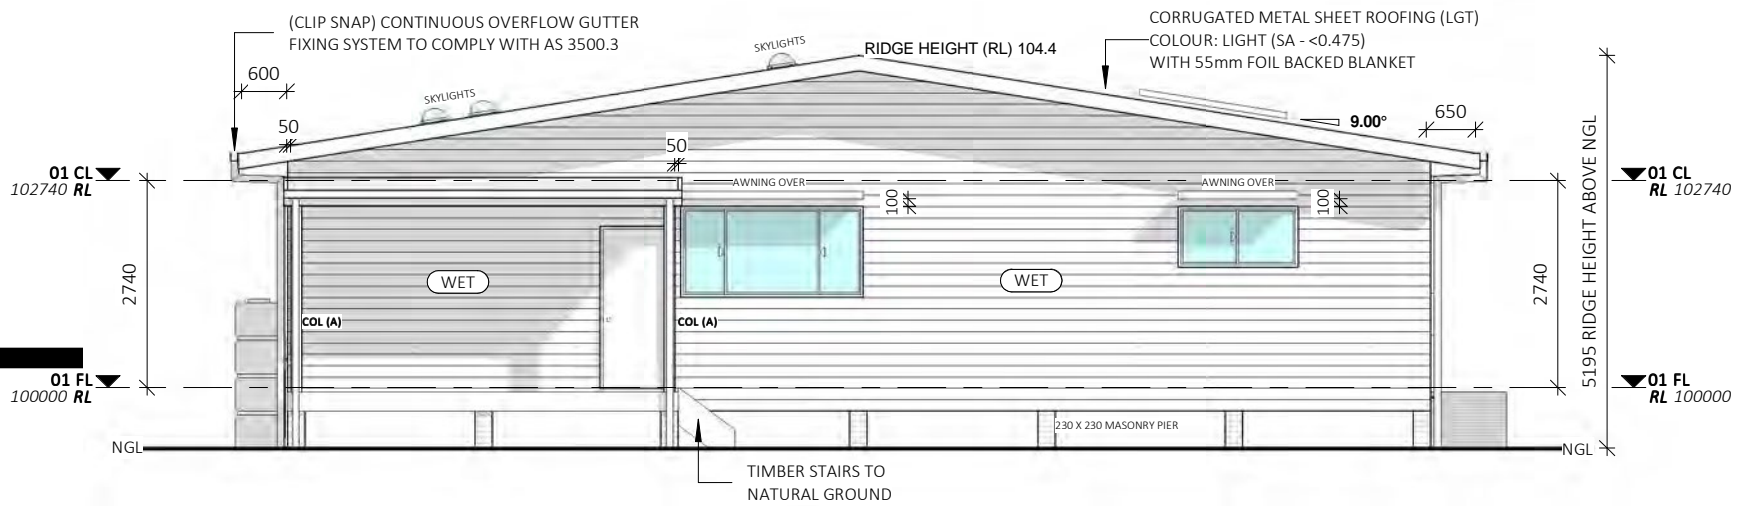 (CLIP SNAP) CONTINUOUS OVERFLOW GUTTER
FIXING SYSTEM TO COMPLY WITH AS 3500.3
CORRUGATED METAL SHEET ROOFING (LGT)
COLOUR: LIGHT (SA - <0.475)
WITH 55mm FOIL BACKED BLANKET
SKYLIGHTS
RIDGE HEIGHT (RL) 104.4
600
SKYLIGHTS
9.00°
650
50
50
01 CL
102740 RL
01 CL
RL 102740
AWNING OVER
AWNING OVER
100
100
2740
WET
WET
2740
5195 RIDGE HEIGHT ABOVE NGL
COL (A)
COL (A)
01 FL
100000 RL
01 FL
RL 100000
230 X 230 MASONRY PIER
NGL
NGL
TIMBER STAIRS TO
NATURAL GROUND